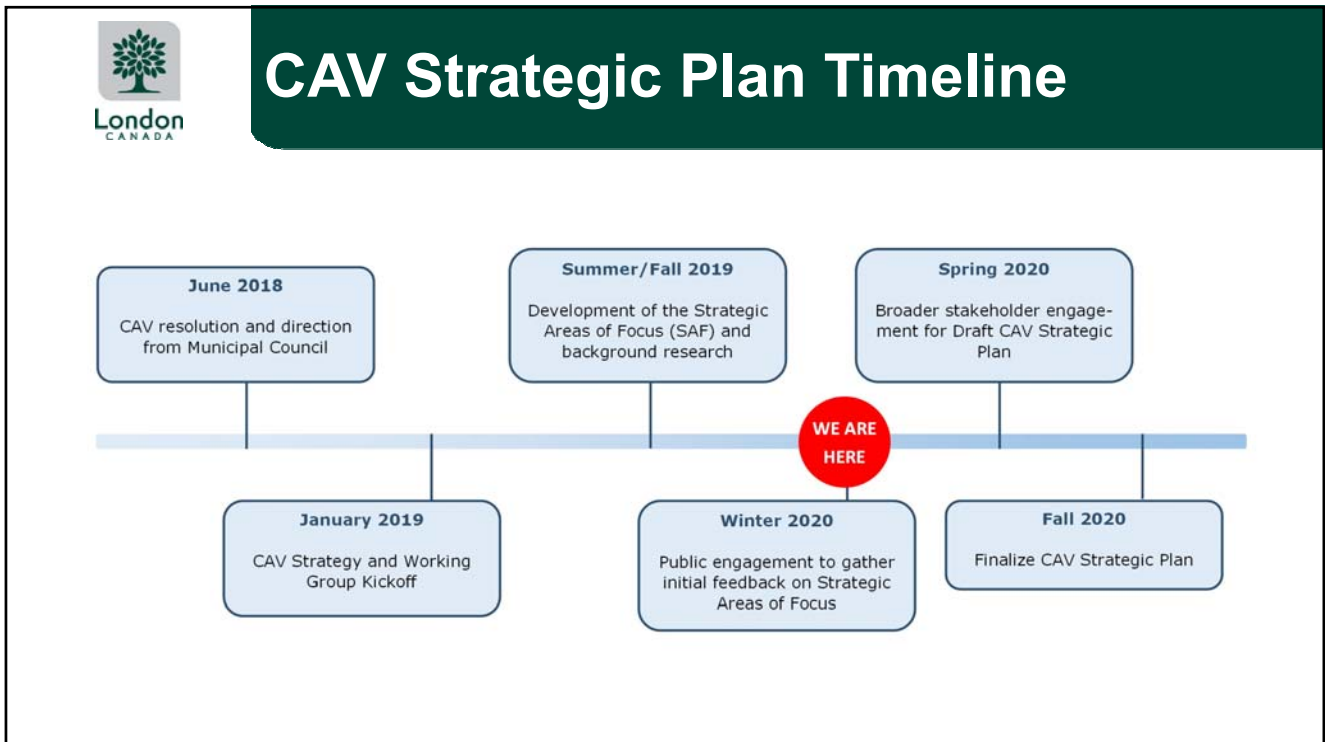 London
CANADA
CAV Strategic Plan Timeline
June 2018
CAV resolution and direction
from Municipal Council
January 2019
CAV Strategy and Working
Group Kickoff
Summer/Fall 2019
Development of the Strategic
Areas of Focus (SAF) and
background research
WE ARE
HERE
Winter 2020
Public engagement to gather
initial feedback on Strategic
Areas of Focus
Spring 2020
Broader stakeholder engage-
ment for Draft CAV Strategic
Plan
Fall 2020
Finalize CAV Strategic Plan